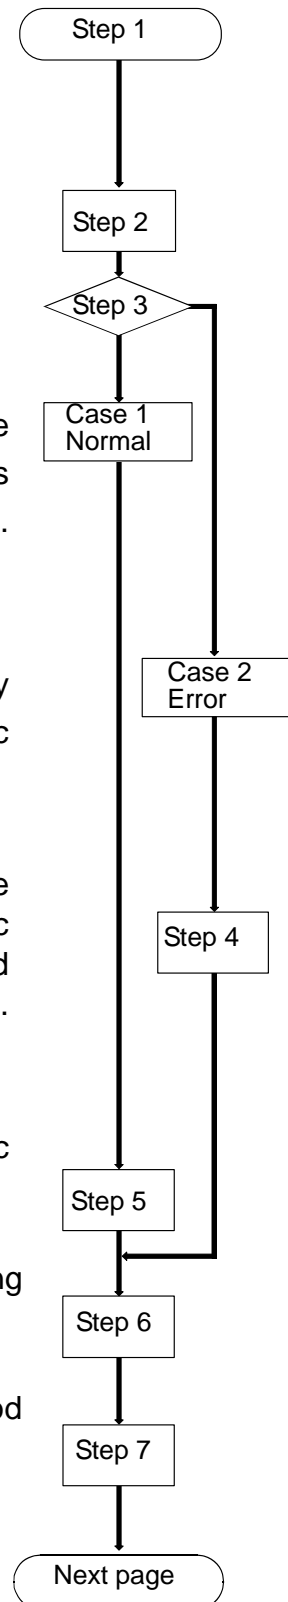 Step 1
Step 2
Step 3
Case 1
Normal
e
s
.
Case 2
Error
y
c
e
c
Step 4
d
.
c
Step 5
ng
Step 6
od
Step 7
Next page